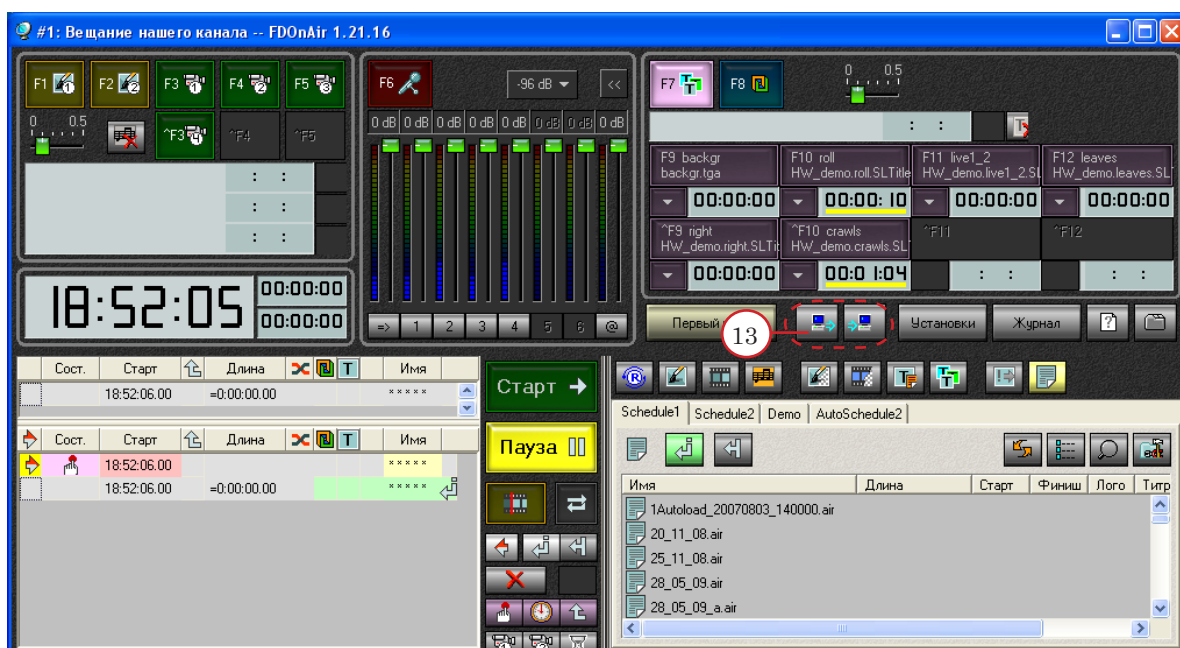 #1: Вещание нашего канала -- FDOnAir 1.21.16
F1 F2 F3 F4 F5 F6 -96 dB << F7 F8 0 0.5
0 0.5 ^F3 ^F4 ^F5
0 dB 0 dB 0 dB 0 dB 0 dB 0 dB 0 dB 0 dB
: :
F9 backgr F10 roll F11 live1_2 F12 leaves
backgr.tga HW_demo.roll.SLTitle HW_demo.live1_2.SL HW_demo.leaves.SLT
: :
00:00:00 00:00:10 00:00:00 00:00:00
: :
^F9 right ^F10 crawls ^F11 ^F12
HW_demo.right.SLTit HW_demo.crawls.SL
: :
00:00:00 00:01:04 : : : :
18:52:05 00:00:00
00:00:00
=> 1 2 3 4 5 6 @
Первый 13 Установки Журнал ?
Сост. Старт Длина T Имя
18:52:06.00 =0:00:00.00 *****
Старт
Schedule1 Schedule2 Demo AutoSchedule2
Сост. Старт Длина T Имя
Пауза
18:52:06.00 *****
18:52:06.00 =0:00:00.00 *****
Имя Длина Старт Финиш Лого Титр
1Autoload_20070803_140000.air
20_11_08.air
25_11_08.air
28_05_09.air
28_05_09_a.air